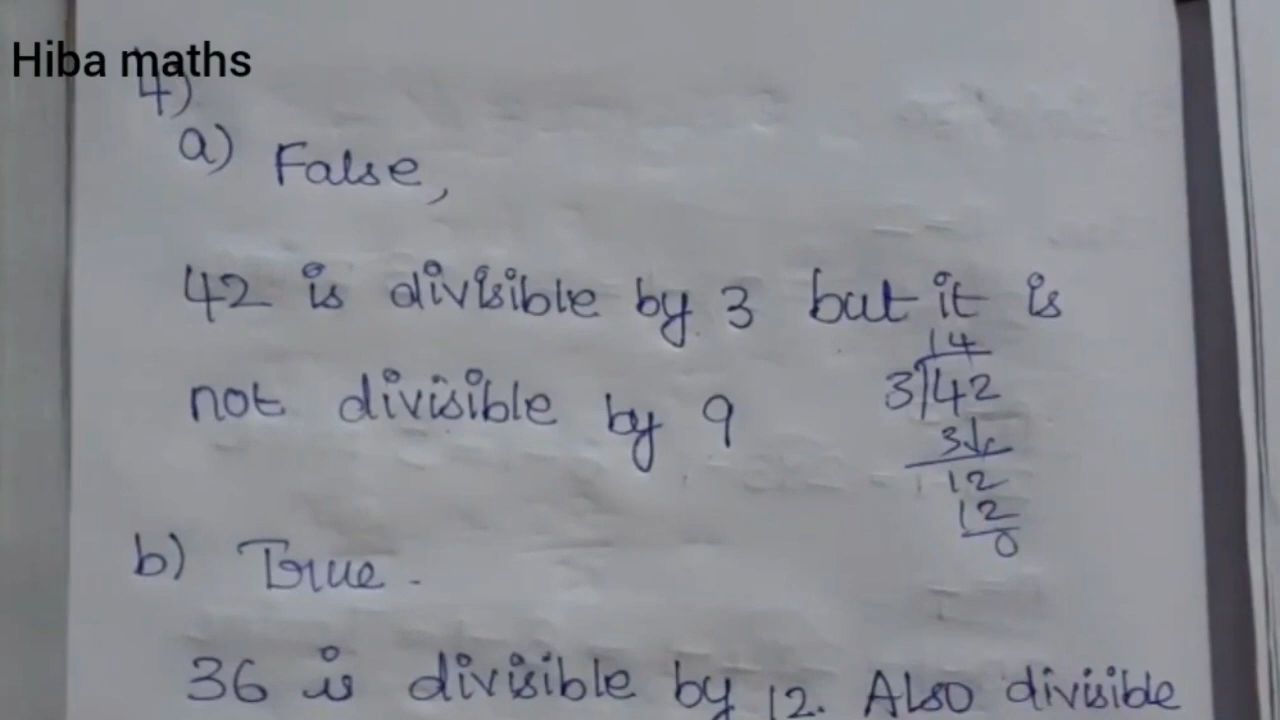 Hiba maths
4)
a) False,
42 is divisible by 3 but it is
not divisible by 9
14
3)42
3↓
12
12
0
b) True.
36 is divisible by 12. Also divisible